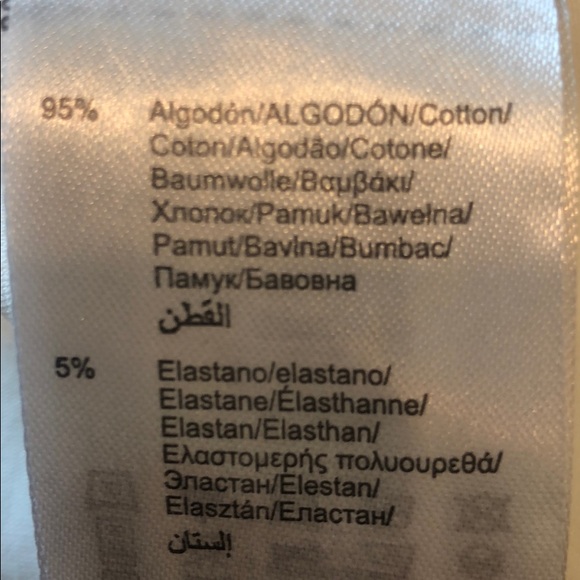 95% Algodón/ALGODÓN/Cotton/
Coton/Algodão/Cotone/
Baumwolle/Βαμβάκι/
Хлопок/Pamuk/Bawełna/
Pamut/Bavlna/Bumbac/
Памук/Бавовна
القطن
5% Elastano/elastano/
Elastane/Élasthanne/
Elastan/Elasthan/
Ελαστομερής πολυουρεθά/
Эластан/Elestan/
Elasztán/Еластан/
إلستان